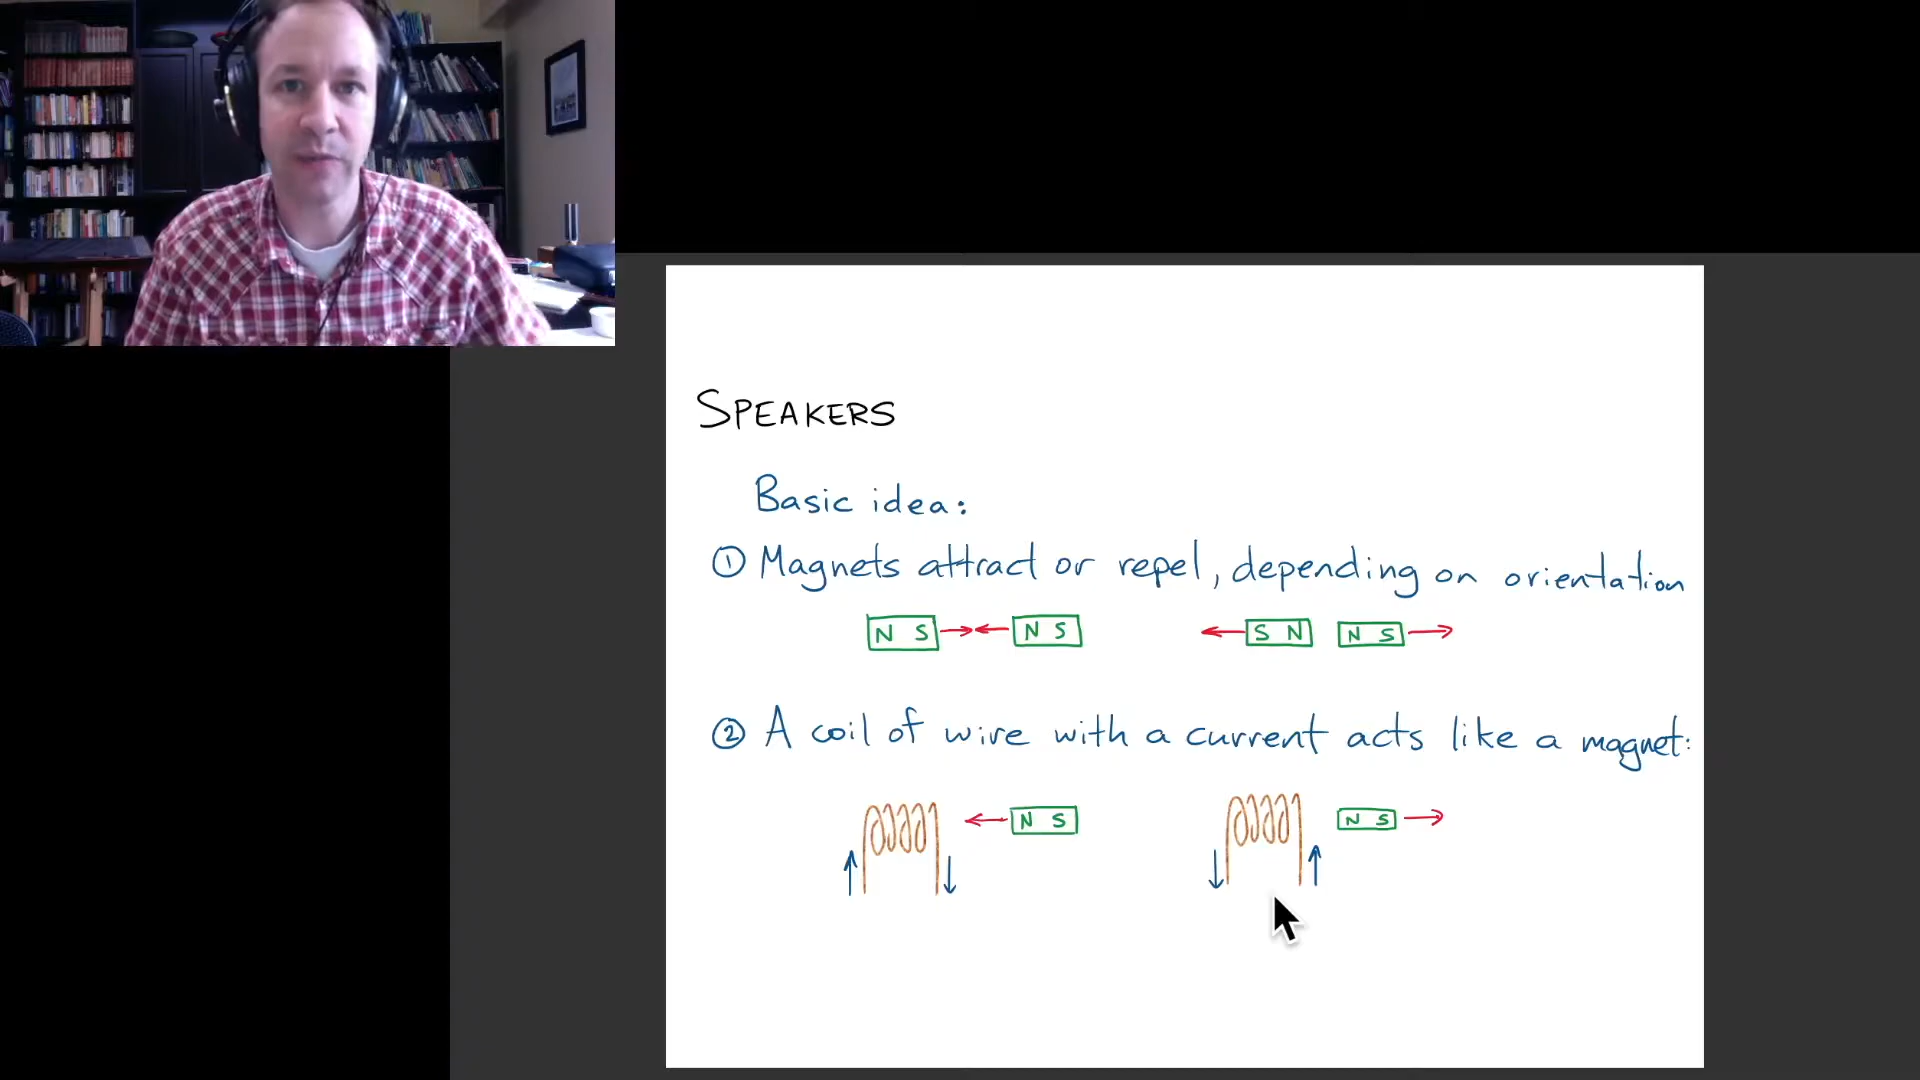 SPEAKERS
Basic idea:
① Magnets attract or repel, depending on orientation
N S N S S N N S
② A coil of wire with a current acts like a magnet:
N S N S